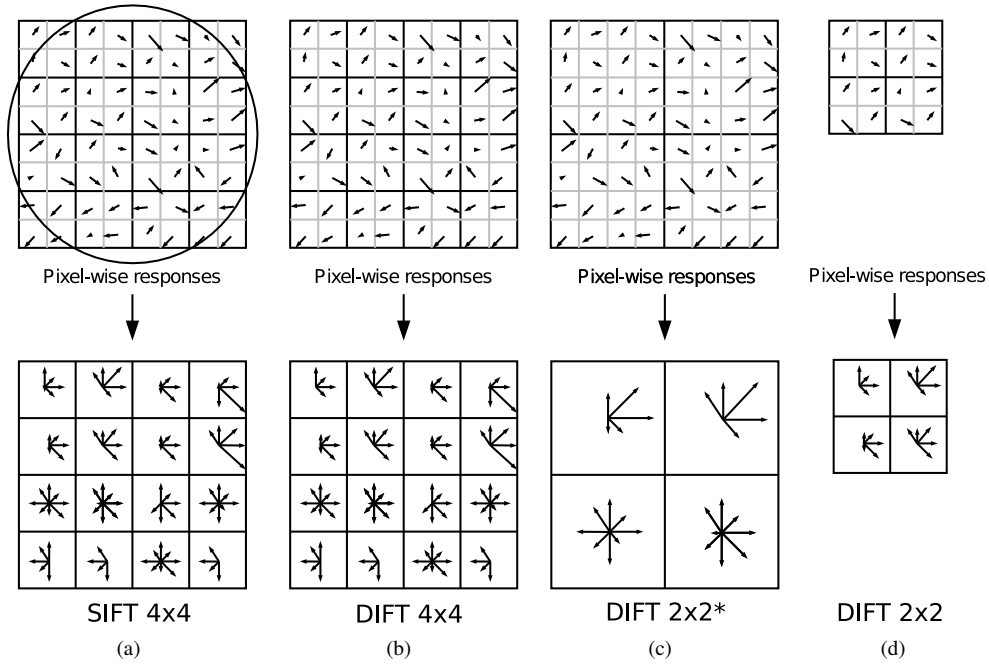 Pixel-wise responses
Pixel-wise responses
Pixel-wise responses
Pixel-wise responses
SIFT 4x4
DIFT 4x4
DIFT 2x2*
DIFT 2x2
(a)
(b)
(c)
(d)